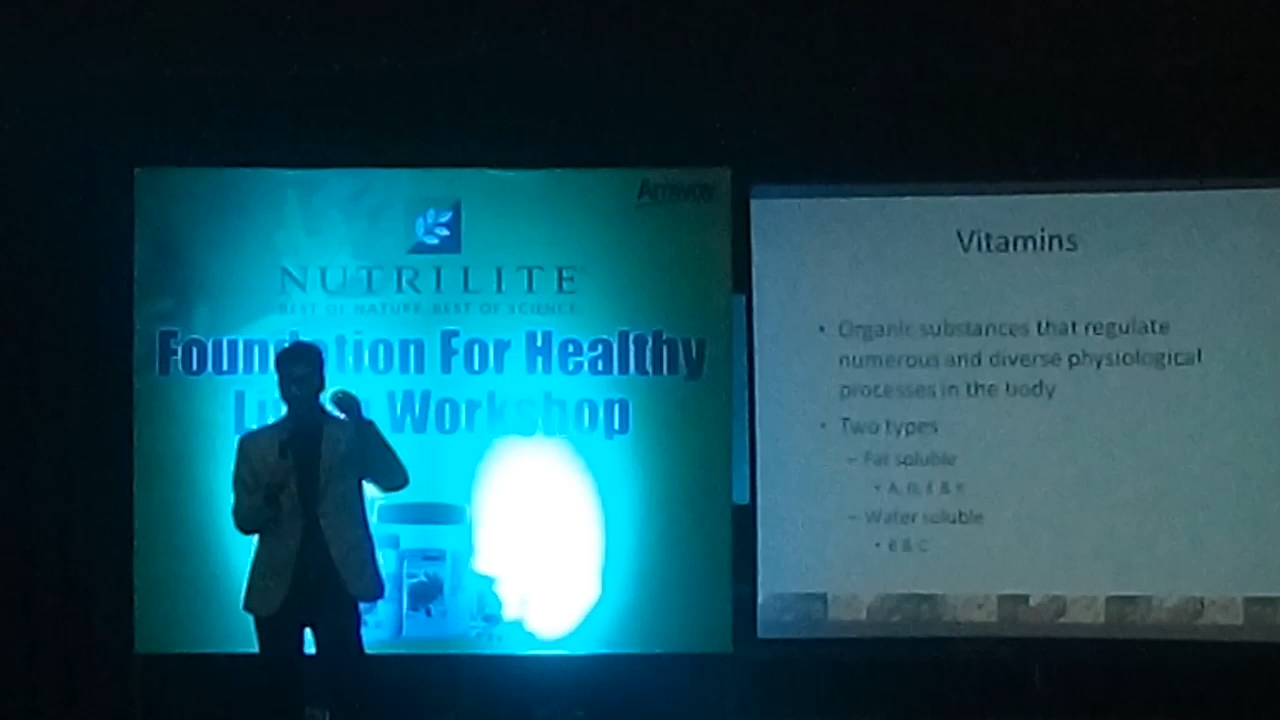 Amway
NUTRILITE
BEST OF NATURE. BEST OF SCIENCE.
Foundation For Healthy
Workshop
Vitamins
• Organic substances that regulate
numerous and diverse physiological
processes in the body
• Two types
– Fat soluble
• A, D, E & K
– Water soluble
• B & C